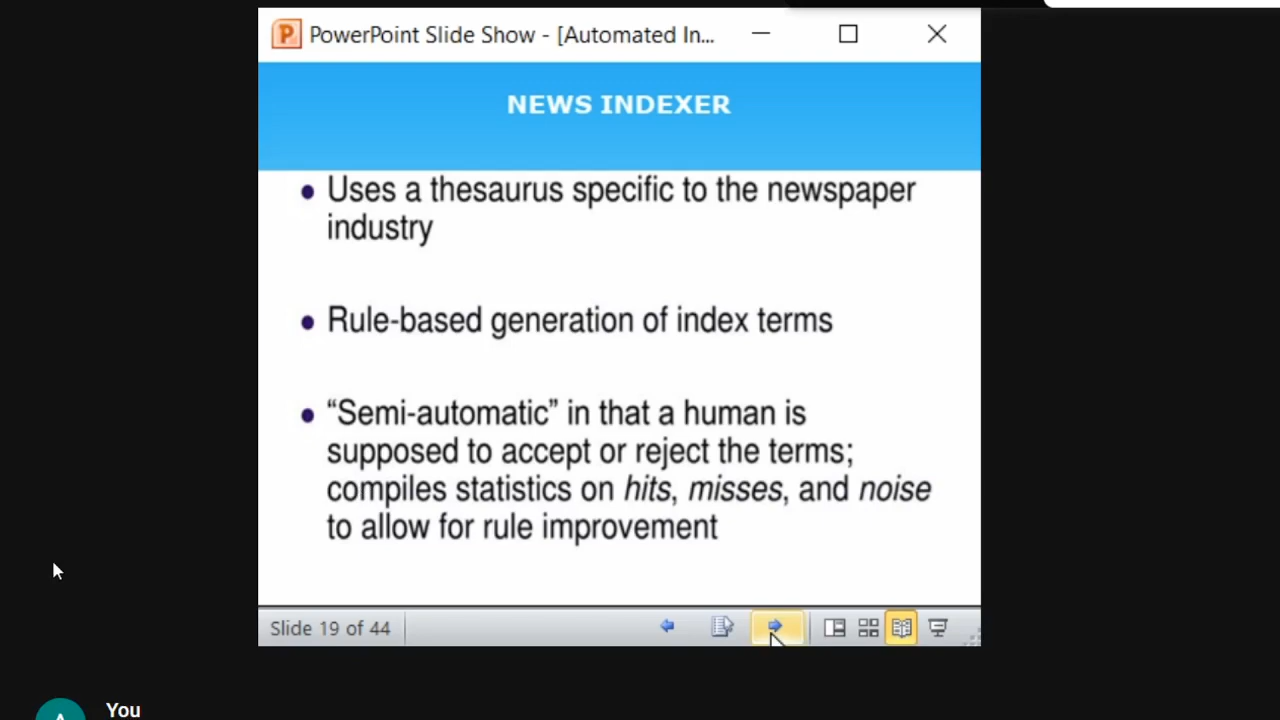 PowerPoint Slide Show - [Automated In...
NEWS INDEXER
• Uses a thesaurus specific to the newspaper
industry
• Rule-based generation of index terms
• “Semi-automatic” in that a human is
supposed to accept or reject the terms;
compiles statistics on hits, misses, and noise
to allow for rule improvement
Slide 19 of 44
You